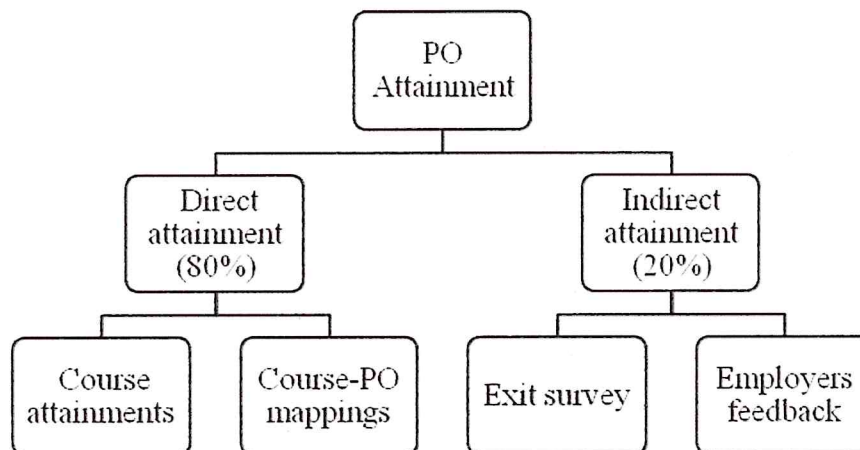 PO
Attainment
Direct
attainment
(80%)
Indirect
attainment
(20%)
Course
attainments
Course-PO
mappings
Exit survey
Employers
feedback